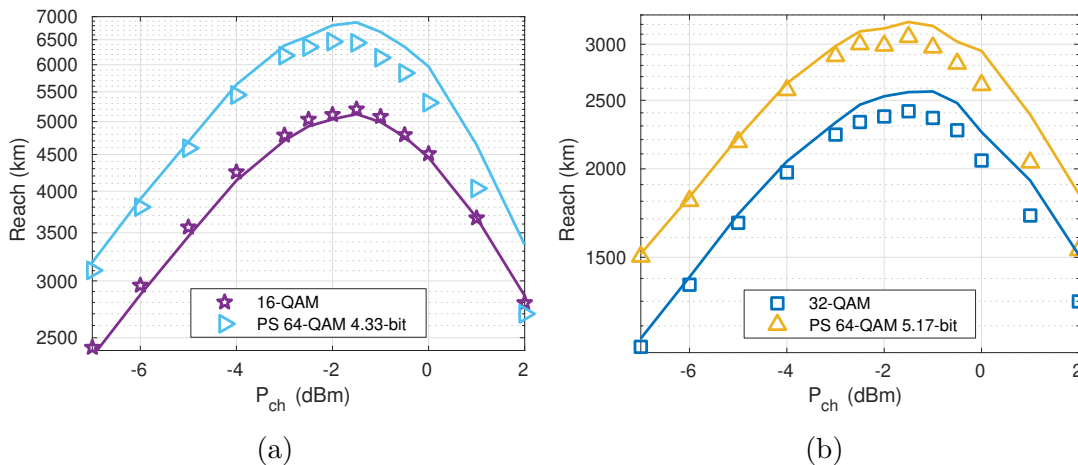 7000
6500
6000
5500
5000
4500
4000
3500
3000
2500
Reach (km)
16-QAM
PS 64-QAM 4.33-bit
-6
-4
-2
0
2
P_ch (dBm)
(a)
3000
2500
2000
1500
Reach (km)
32-QAM
PS 64-QAM 5.17-bit
-6
-4
-2
0
2
P_ch (dBm)
(b)